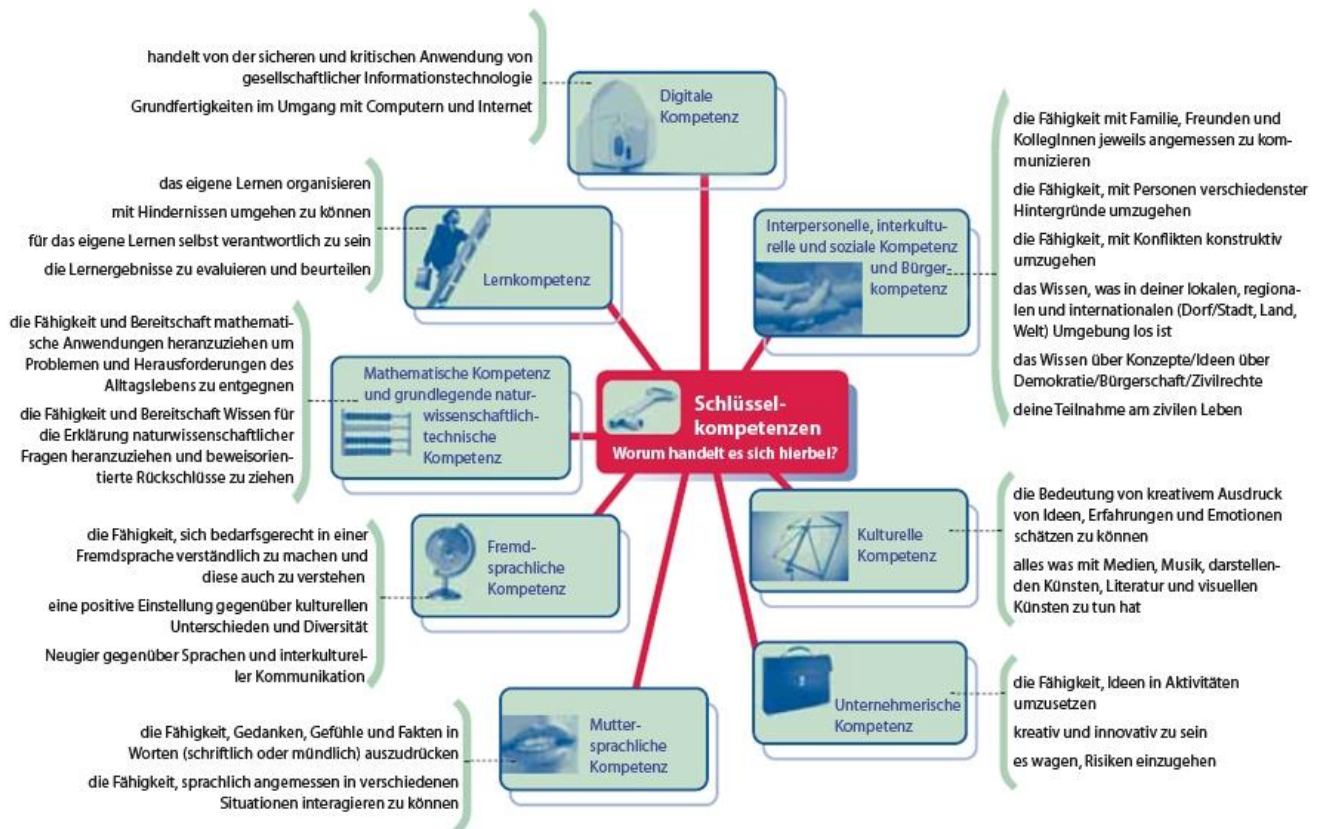 handelt von der sicheren und kritischen Anwendung von
gesellschaftlicher Informationstechnologie
Grundfertigkeiten im Umgang mit Computern und Internet
Digitale
Kompetenz
die Fähigkeit mit Familie, Freunden und
KollegInnen jeweils angemessen zu kom-
munizieren
die Fähigkeit, mit Personen verschiedenster
Hintergründe umzugehen
die Fähigkeit, mit Konflikten konstruktiv
umzugehen
das Wissen, was in deiner lokalen, regiona-
len und internationalen (Dorf/Stadt, Land,
Welt) Umgebung los ist
das Wissen über Konzepte/Ideen über
Demokratie/Bürgerschaft/Zivilrechte
deine Teilnahme am zivilen Leben
Interpersonelle, interkultu-
relle und soziale Kompetenz
und Bürger-
kompetenz
das eigene Lernen organisieren
mit Hindernissen umgehen zu können
für das eigene Lernen selbst verantwortlich zu sein
die Lernergebnisse zu evaluieren und beurteilen
Lernkompetenz
die Fähigkeit und Bereitschaft mathemati-
sche Anwendungen heranzuziehen um
Problemen und Herausforderungen des
Alltagslebens zu entgegnen
die Fähigkeit und Bereitschaft Wissen für
die Erklärung naturwissenschaftlicher
Fragen heranzuziehen und beweisorien-
tierte Rückschlüsse zu ziehen
Mathematische Kompetenz
und grundlegende natur-
wissenschaftlich-
technische
Kompetenz
Schlüssel-
kompetenzen
Worum handelt es sich hierbei?
die Fähigkeit, sich bedarfsgerecht in einer
Fremdsprache verständlich zu machen und
diese auch zu verstehen
eine positive Einstellung gegenüber kulturellen
Unterschieden und Diversität
Neugier gegenüber Sprachen und interkulturel-
ler Kommunikation
Fremd-
sprachliche
Kompetenz
Kulturelle
Kompetenz
die Bedeutung von kreativem Ausdruck
von Ideen, Erfahrungen und Emotionen
schätzen zu können
alles was mit Medien, Musik, darstellen-
den Künsten, Literatur und visuellen
Künsten zu tun hat
die Fähigkeit, Gedanken, Gefühle und Fakten in
Worten (schriftlich oder mündlich) auszudrücken
die Fähigkeit, sprachlich angemessen in verschiedenen
Situationen interagieren zu können
Mutter-
sprachliche
Kompetenz
Unternehmerische
Kompetenz
die Fähigkeit, Ideen in Aktivitäten
umzusetzen
kreativ und innovativ zu sein
es wagen, Risiken einzugehen